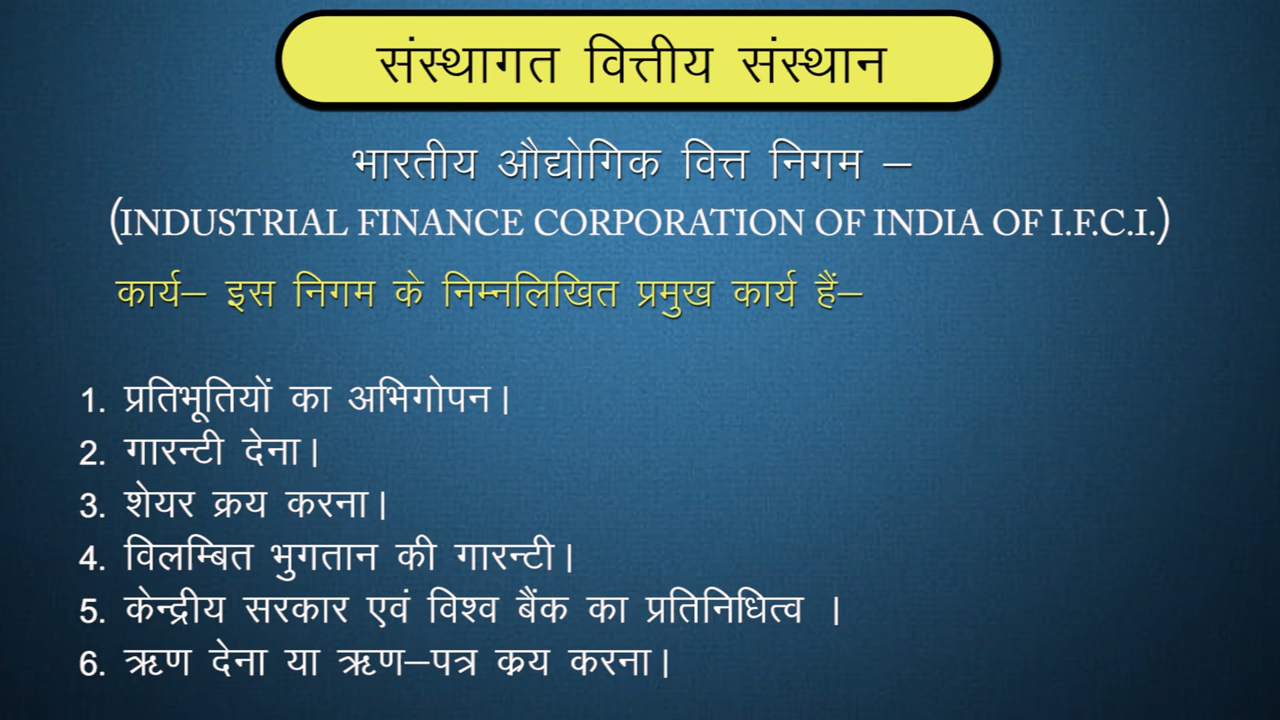 संस्थागत वित्तीय संस्थान
भारतीय औद्योगिक वित्त निगम –
(INDUSTRIAL FINANCE CORPORATION OF INDIA OF I.F.C.I.)
कार्य– इस निगम के निम्नलिखित प्रमुख कार्य हैं–
1. प्रतिभूतियों का अभिगोपन।
2. गारन्टी देना।
3. शेयर क्रय करना।
4. विलम्बित भुगतान की गारन्टी।
5. केन्द्रीय सरकार एवं विश्व बैंक का प्रतिनिधित्व ।
6. ऋण देना या ऋण–पत्र क्रय करना।